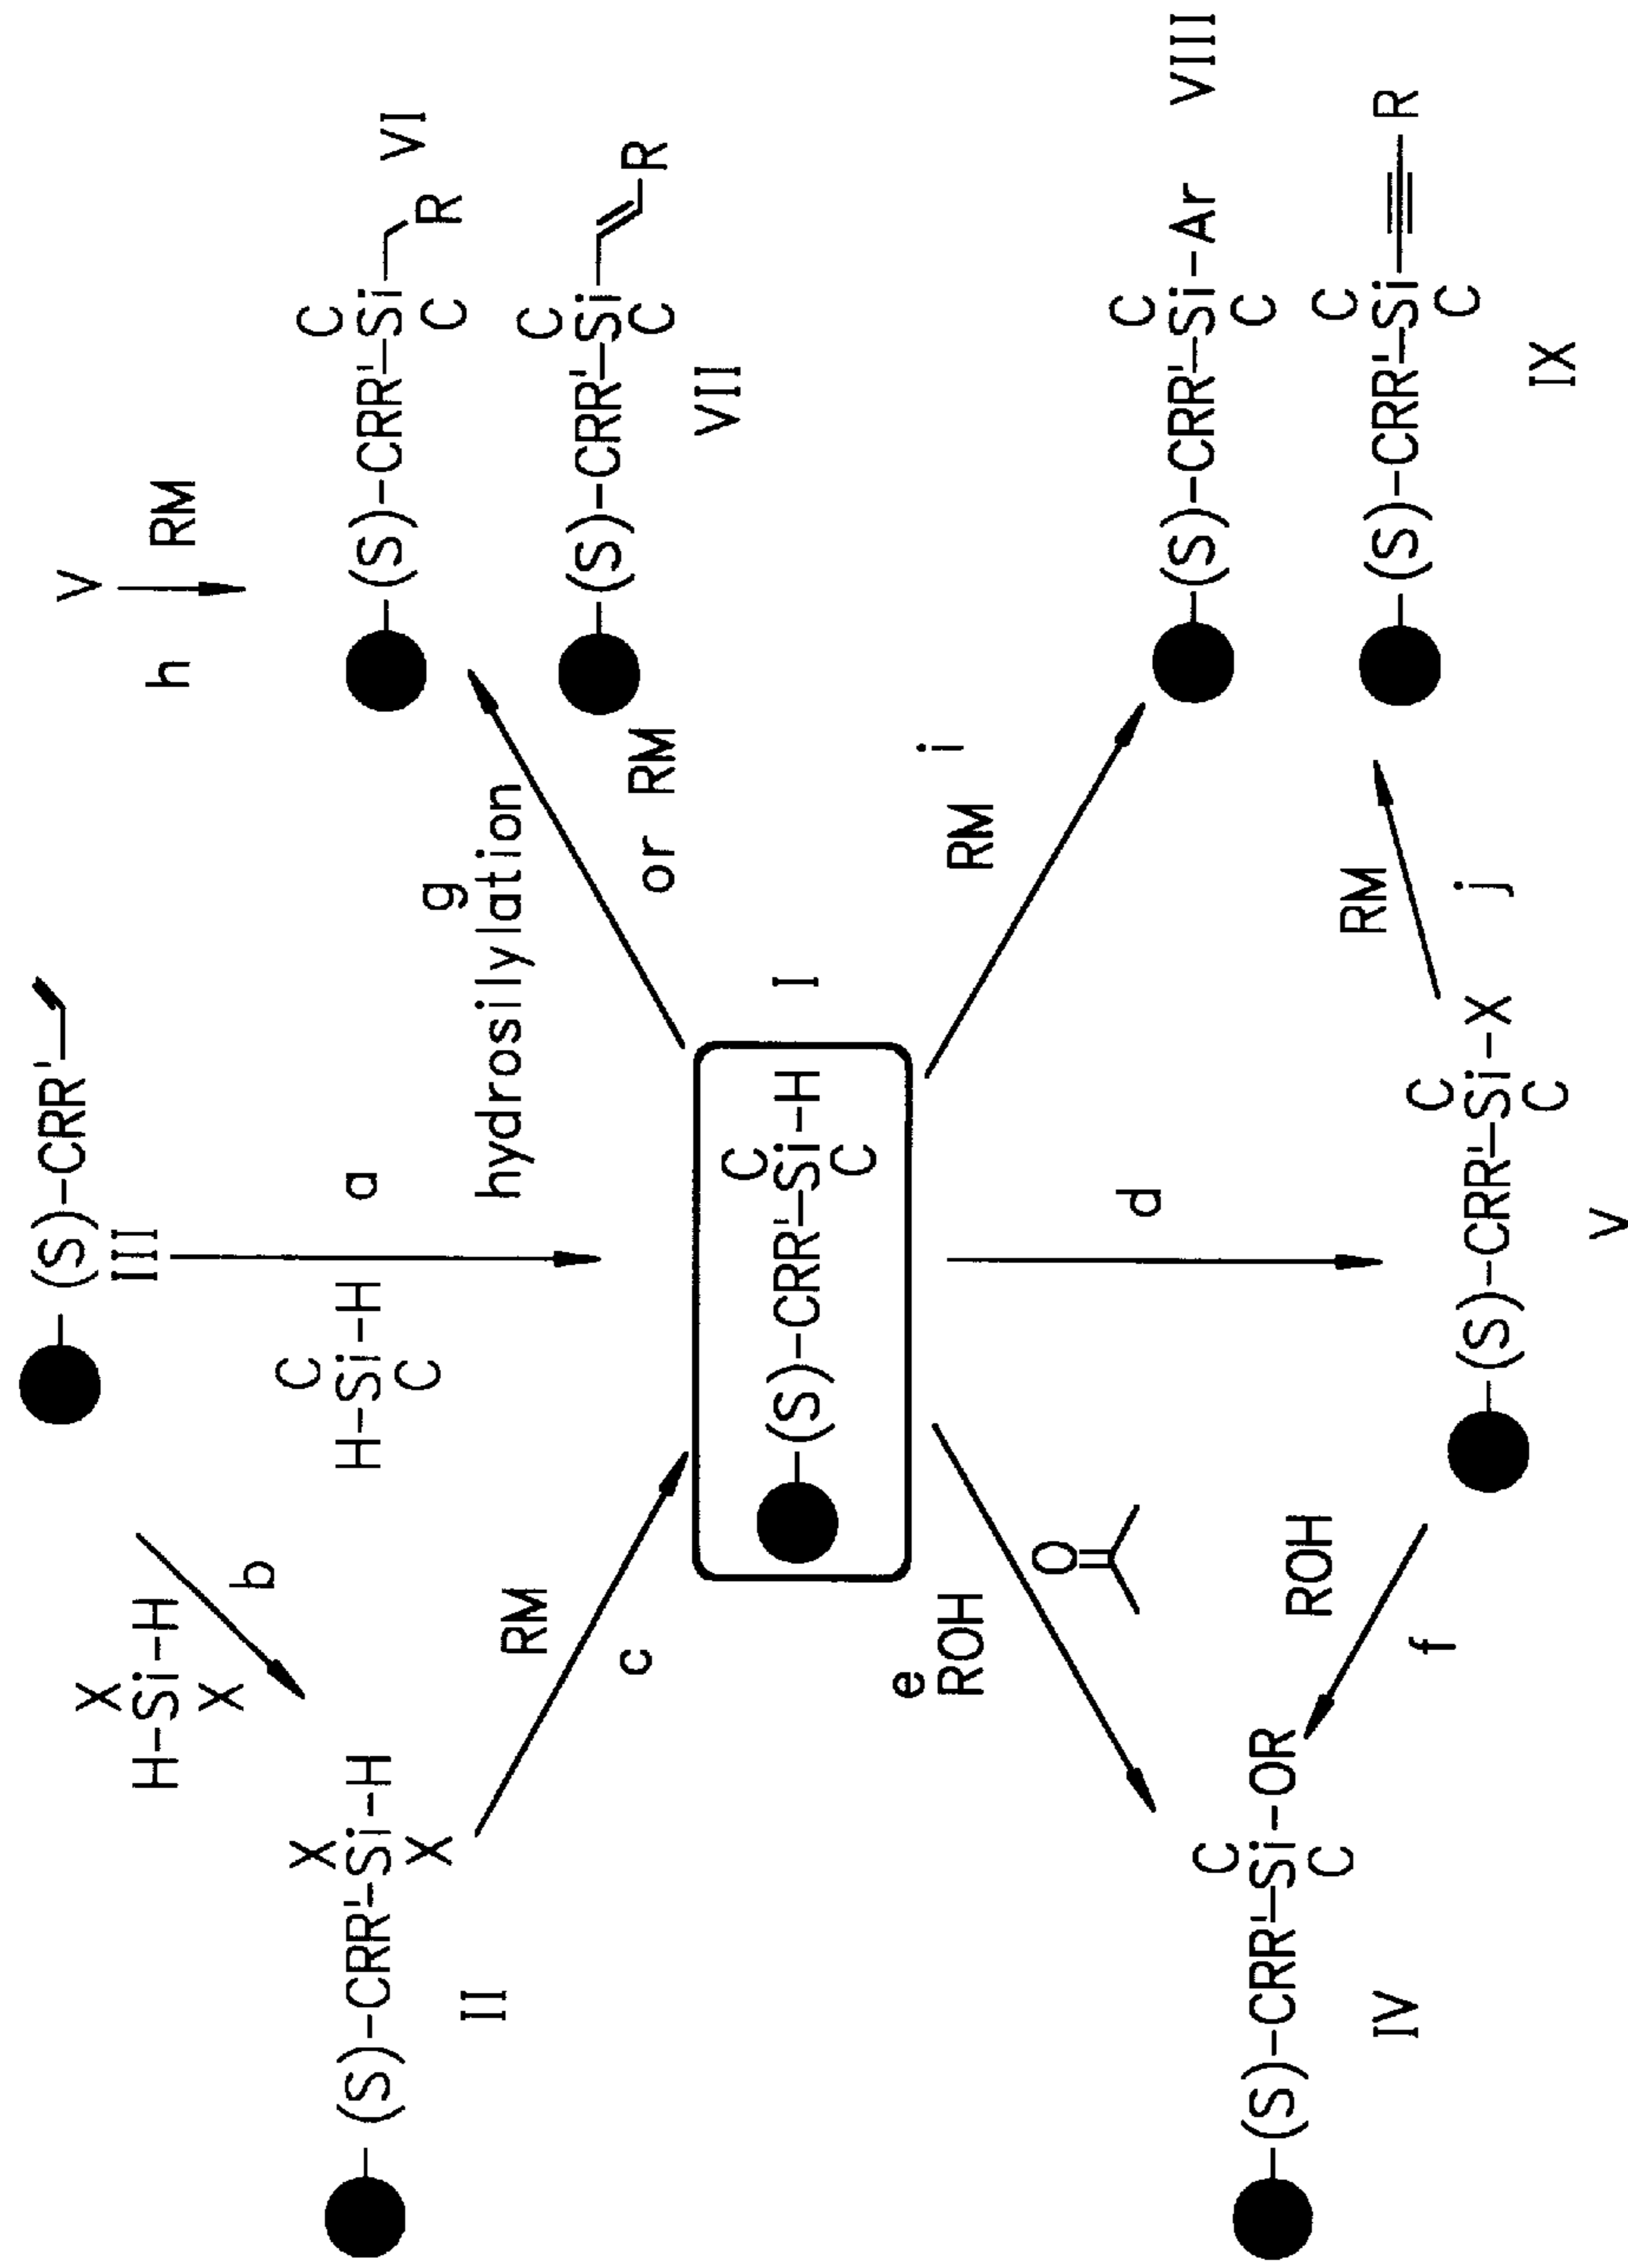 (S)-CRR'
III
V
h RM
X
H-Si-H
X
b
C
H-Si-H
C
a
X
(S)-CRR'-Si-H
X
II
C
(S)-CRR'-Si
C
R
VI
RM
c
g
hydrosilylation
or RM
C
(S)-CRR'-Si
C
R
VII
C
(S)-CRR'-Si-H
C
I
e
ROH
O
d
RM
i
C
(S)-CRR'-Si-Ar
C
VIII
C
(S)-CRR'-Si-OR
C
IV
ROH
f
RM
j
C
(S)-CRR'-Si-R
C
IX
C
(S)-CRR'-Si-X
C
V